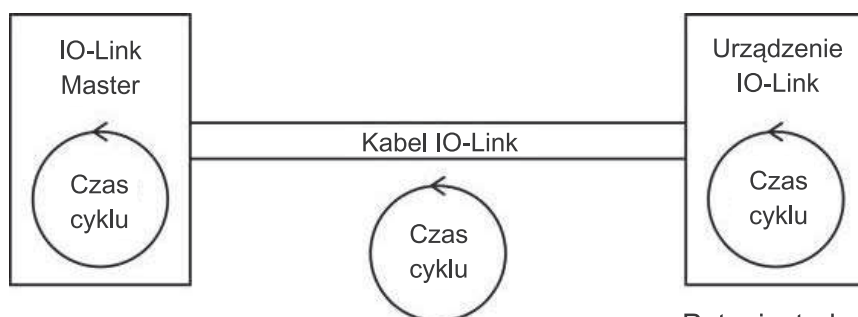 IO-Link
Master
Czas
cyklu
Kabel IO-Link
Czas
cyklu
Urządzenie
IO-Link
Czas
cyklu